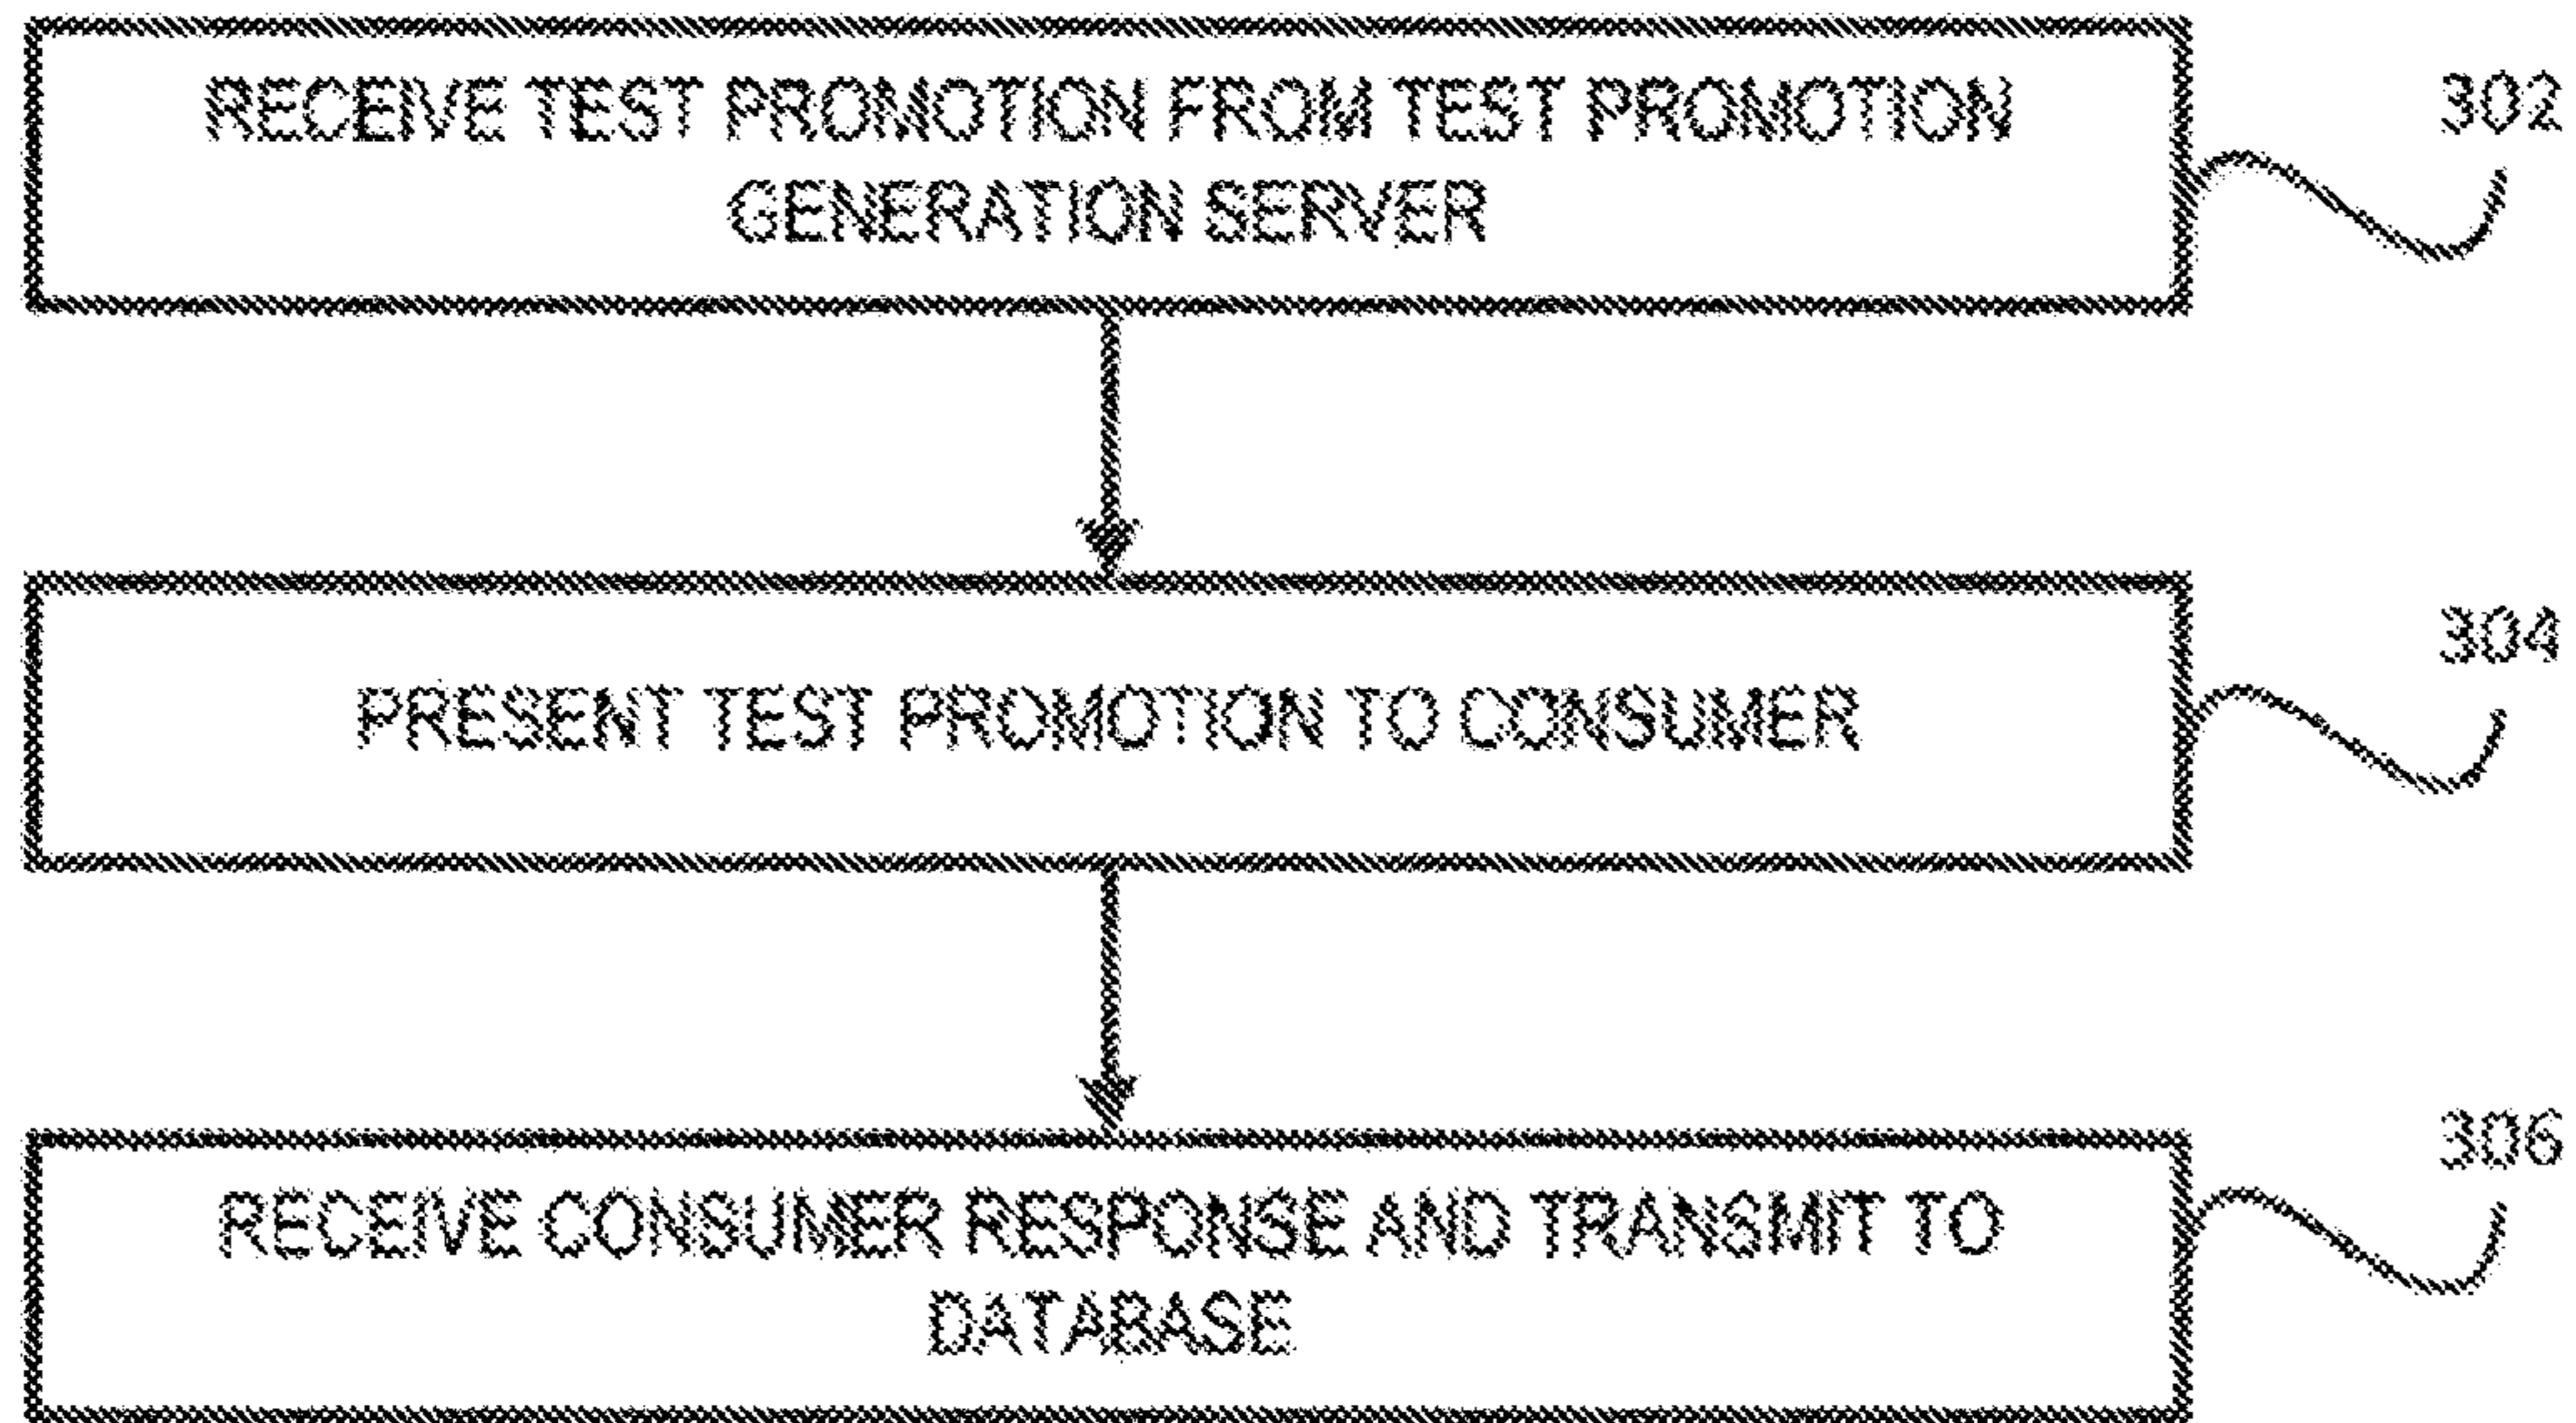 RECEIVE TEST PROMOTION FROM TEST PROMOTION
GENERATION SERVER
302
PRESENT TEST PROMOTION TO CONSUMER
304
RECEIVE CONSUMER RESPONSE AND TRANSMIT TO
DATABASE
306